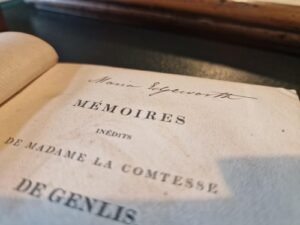 Maria Edgeworth
MÉMOIRES
INÉDITS
DE MADAME LA COMTESSE
DE GENLIS